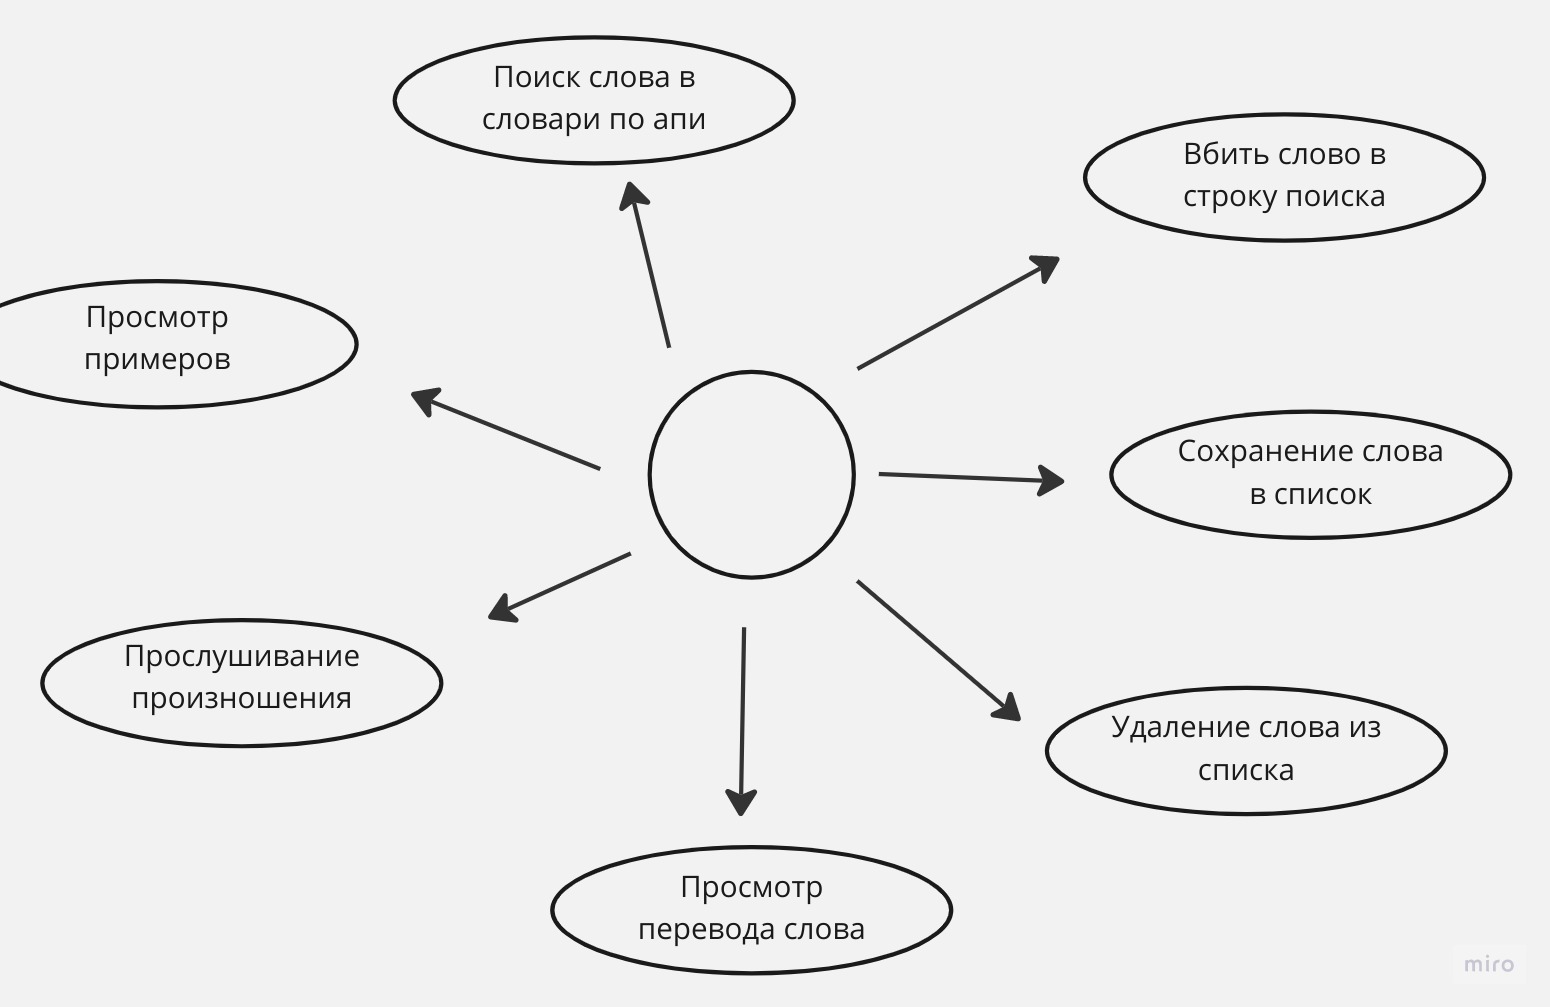 Поиск слова в
словари по апи
Вбить слово в
строку поиска
Просмотр
примеров
Сохранение слова
в список
Прослушивание
произношения
Удаление слова из
списка
Просмотр
перевода слова
miro